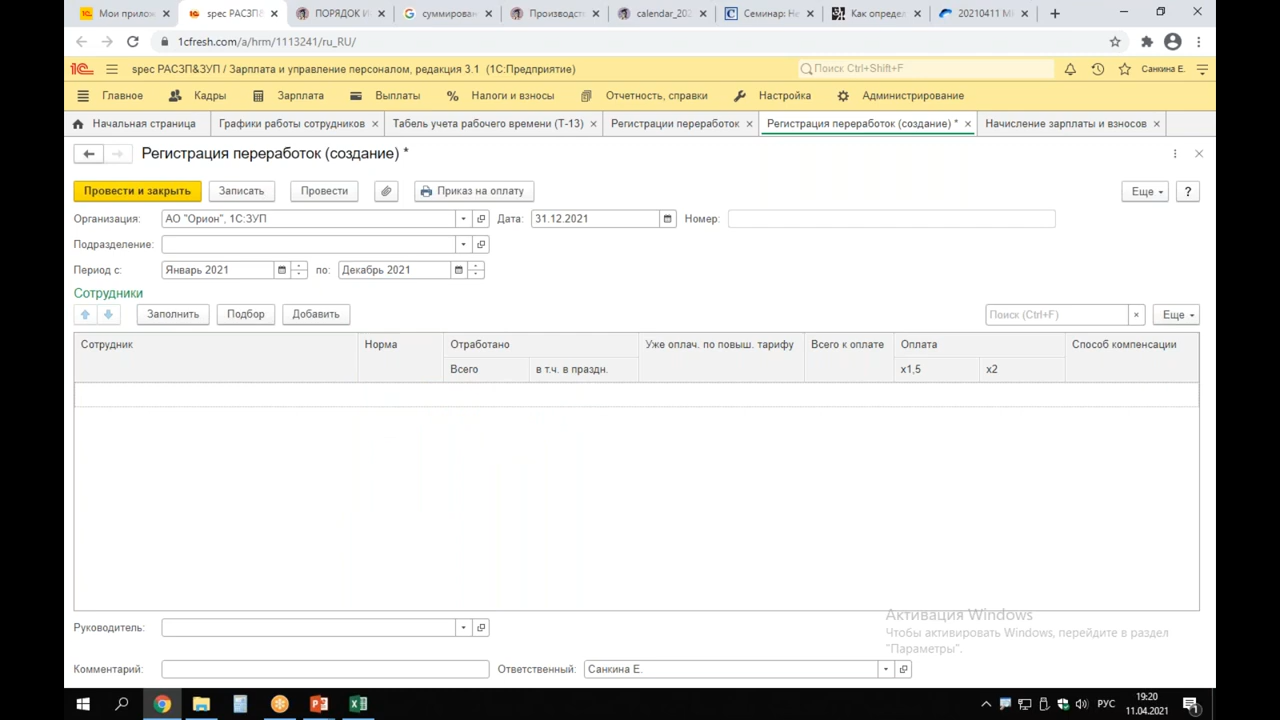 Мои прилож
spec РАСЗП&
ПОРЯДОК И
суммирован
Производст
calendar_202
Семинар: Не
Как определ
20210411 М
1cfresh.com/a/hrm/1113241/ru_RU/
spec РАСЗП&ЗУП / Зарплата и управление персоналом, редакция 3.1 (1С:Предприятие)
Поиск Ctrl+Shift+F
Санкина Е.
Главное Кадры Зарплата Выплаты % Налоги и взносы Отчетность, справки Настройка Администрирование
Начальная страница Графики работы сотрудников × Табель учета рабочего времени (Т-13) × Регистрации переработок × Регистрация переработок (создание) * × Начисление зарплаты и взносов ×
Регистрация переработок (создание) *
Провести и закрыть Записать Провести Приказ на оплату Еще ?
Организация: АО "Орион", 1С:ЗУП Дата: 31.12.2021 Номер:
Подразделение:
Период с: Январь 2021 по: Декабрь 2021
Сотрудники
Заполнить Подбор Добавить Поиск (Ctrl+F) × Еще
Сотрудник Норма Отработано Уже оплач. по повыш. тарифу Всего к оплате Оплата Способ компенсации
Всего в т.ч. в праздн. x1,5 x2
Активация Windows
Чтобы активировать Windows, перейдите в раздел
"Параметры".
Руководитель:
Комментарий: Ответственный: Санкина Е.
РУС
19:20
11.04.2021
1